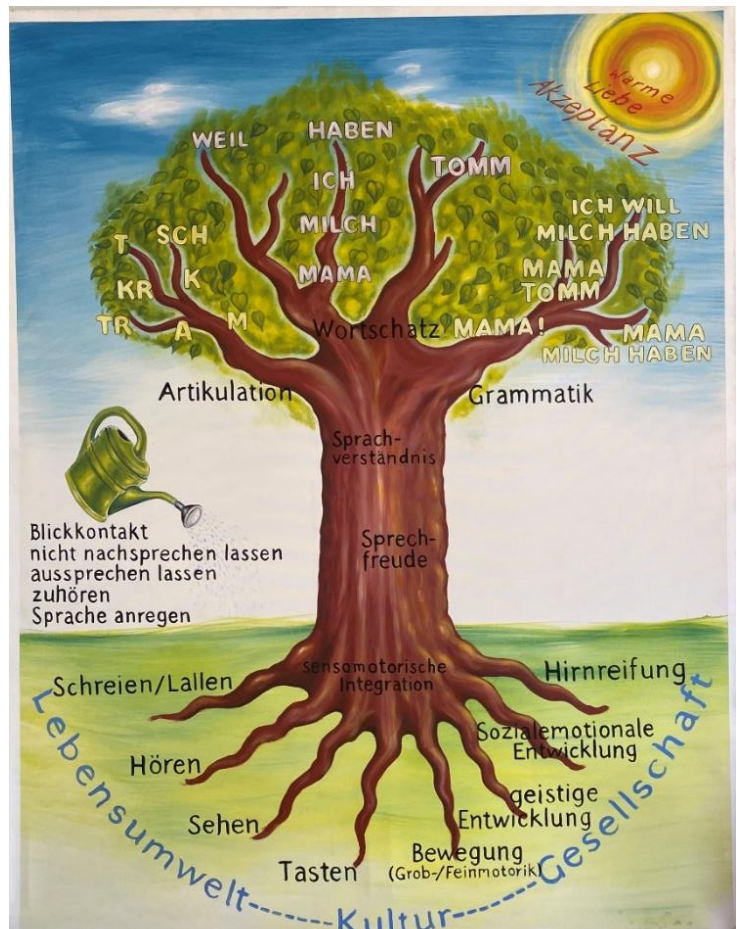 Wärme
Liebe
Akzeptanz
WEIL
HABEN
TOMM
ICH
MILCH
MAMA
T
SCH
KR
K
TR
A
M
ICH WILL
MILCH HABEN
MAMA
TOMM
MAMA!
MAMA
MILCH HABEN
Wortschatz
Artikulation
Grammatik
Sprach-
verständnis
Sprech-
freude
Blickkontakt
nicht nachsprechen lassen
aussprechen lassen
zuhören
Sprache anregen
sensomotorische
Integration
Schreien/Lallen
Hören
Sehen
Tasten
Bewegung
(Grob-/Feinmotorik)
geistige
Entwicklung
Sozialemotionale
Entwicklung
Hirnreifung
Lebensumwelt------Kultur------Gesellschaft